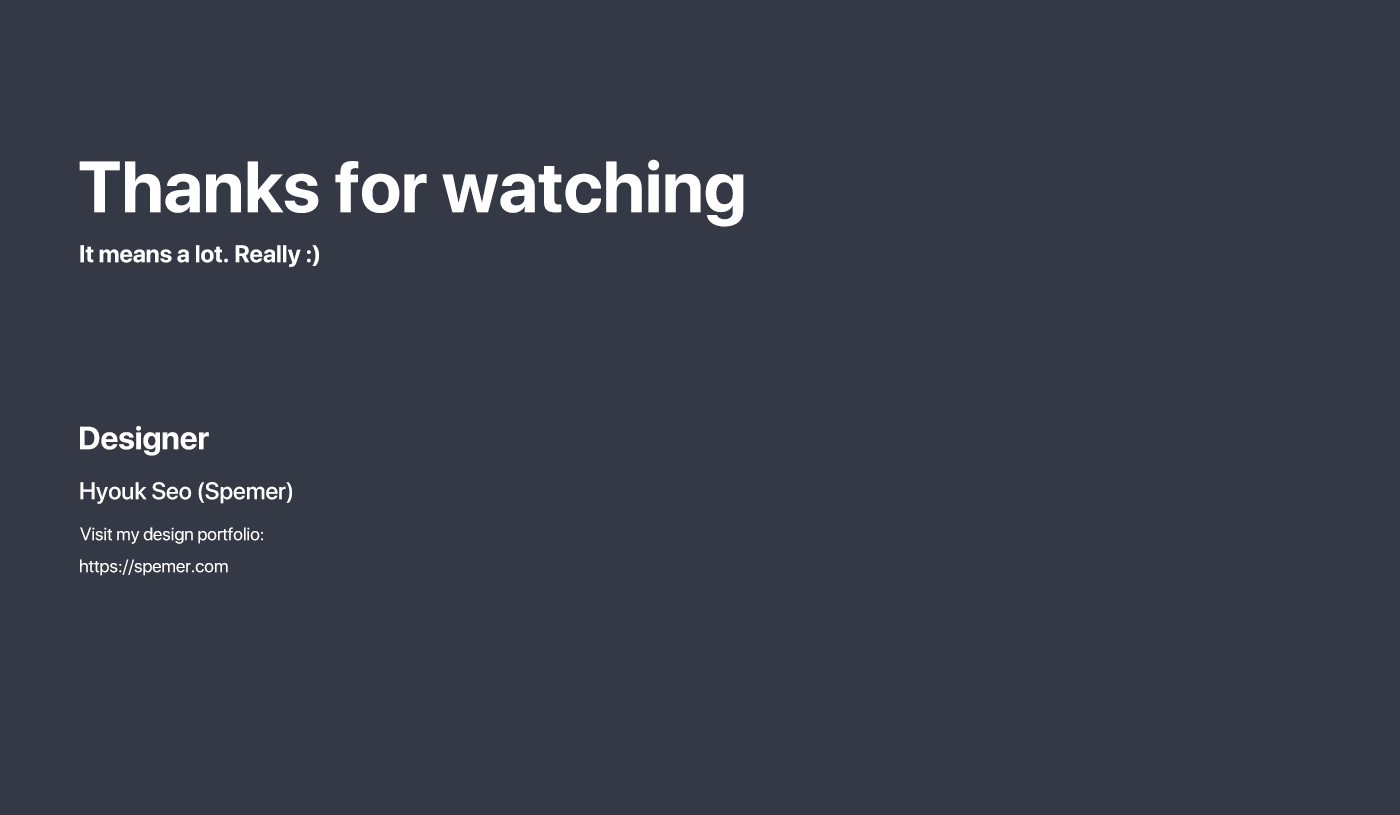 Thanks for watching
It means a lot. Really :)
Designer
Hyouk Seo (Spemer)
Visit my design portfolio:
https://spemer.com